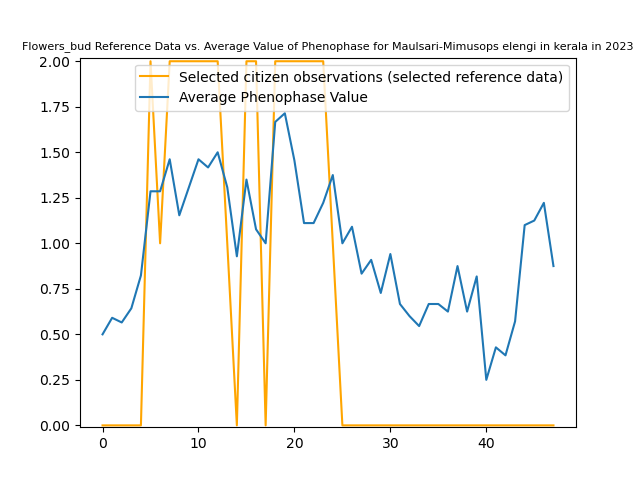 Flowers_bud Reference Data vs. Average Value of Phenophase for Maulsari-Mimusops elengi in kerala in 2023
Selected citizen observations (selected reference data)
Average Phenophase Value
2.00
1.75
1.50
1.25
1.00
0.75
0.50
0.25
0.00
0 10 20 30 40